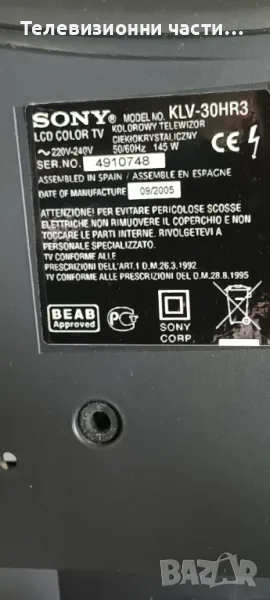 Телевизионни части...
SONY® MODEL NO. KLV-30HR3
LCD COLOR TV KOLOROWY TELEWIZOR
CIEKŁOKRYSTALICZNY
~220V-240V 50/60Hz 145 W
SER.NO. 4910748
CE
ASSEMBLED IN SPAIN / ASSEMBLE EN ESPAGNE
DATE OF MANUFACTURE 09/2005
ATTENZIONE! PER EVITARE PERICOLOSE SCOSSE
ELETTRICHE NON RIMUOVERE IL COPERCHIO E NON
TOCCARE LE PARTI INTERNE. RIVOLGETEVI A
PERSONALE SPECIALIZZATO.
TV CONFORME ALLE
PRESCRIZIONI DELL'ART.1 D.M.26.3.1992
TV CONFORME ALLE PRESCRIZIONI DEL D.M.28.8.1995
BEAB
Approved
SONY
CORP.
BAZAR